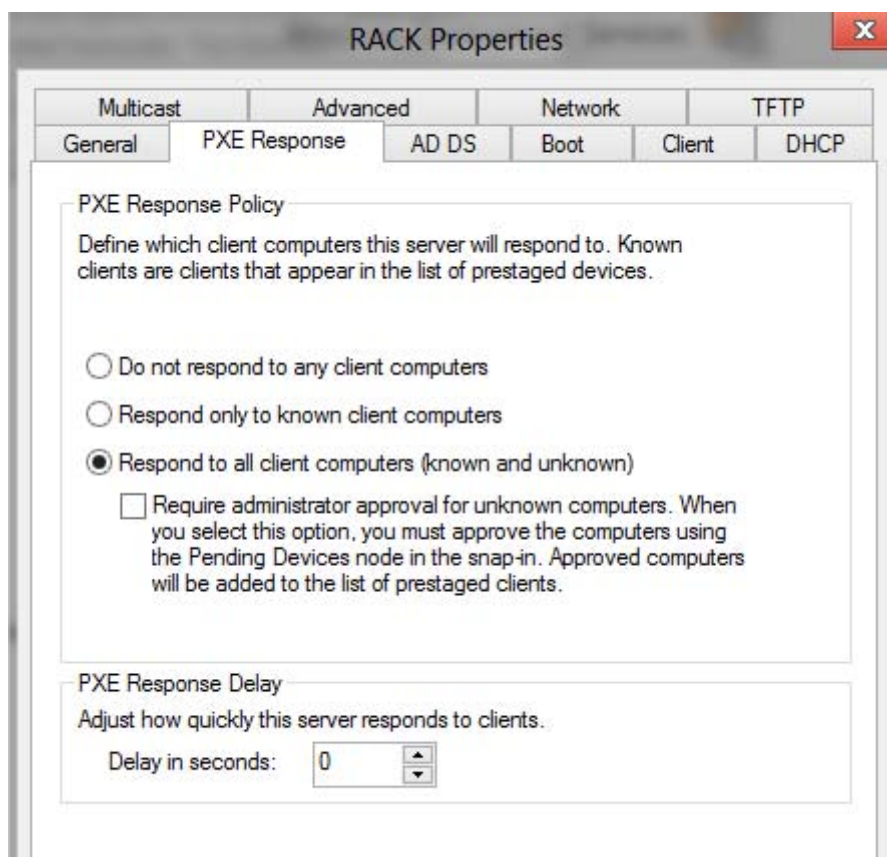 RACK Properties
Multicast Advanced Network TFTP
General PXE Response AD DS Boot Client DHCP
PXE Response Policy
Define which client computers this server will respond to. Known
clients are clients that appear in the list of prestaged devices.
Do not respond to any client computers
Respond only to known client computers
Respond to all client computers (known and unknown)
Require administrator approval for unknown computers. When
you select this option, you must approve the computers using
the Pending Devices node in the snap-in. Approved computers
will be added to the list of prestaged clients.
PXE Response Delay
Adjust how quickly this server responds to clients.
Delay in seconds: 0